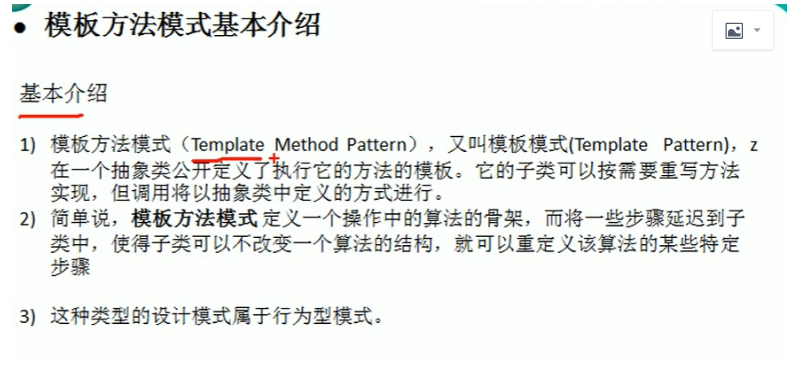 ● 模板方法模式基本介绍
基本介绍
1) 模板方法模式（Template Method Pattern），又叫模板模式(Template Pattern)，z
在一个抽象类公开定义了执行它的方法的模板。它的子类可以按需要重写方法
实现，但调用将以抽象类中定义的方式进行。
2) 简单说，模板方法模式 定义一个操作中的算法的骨架，而将一些步骤延迟到子
类中，使得子类可以不改变一个算法的结构，就可以重定义该算法的某些特定
步骤
3) 这种类型的设计模式属于行为型模式。